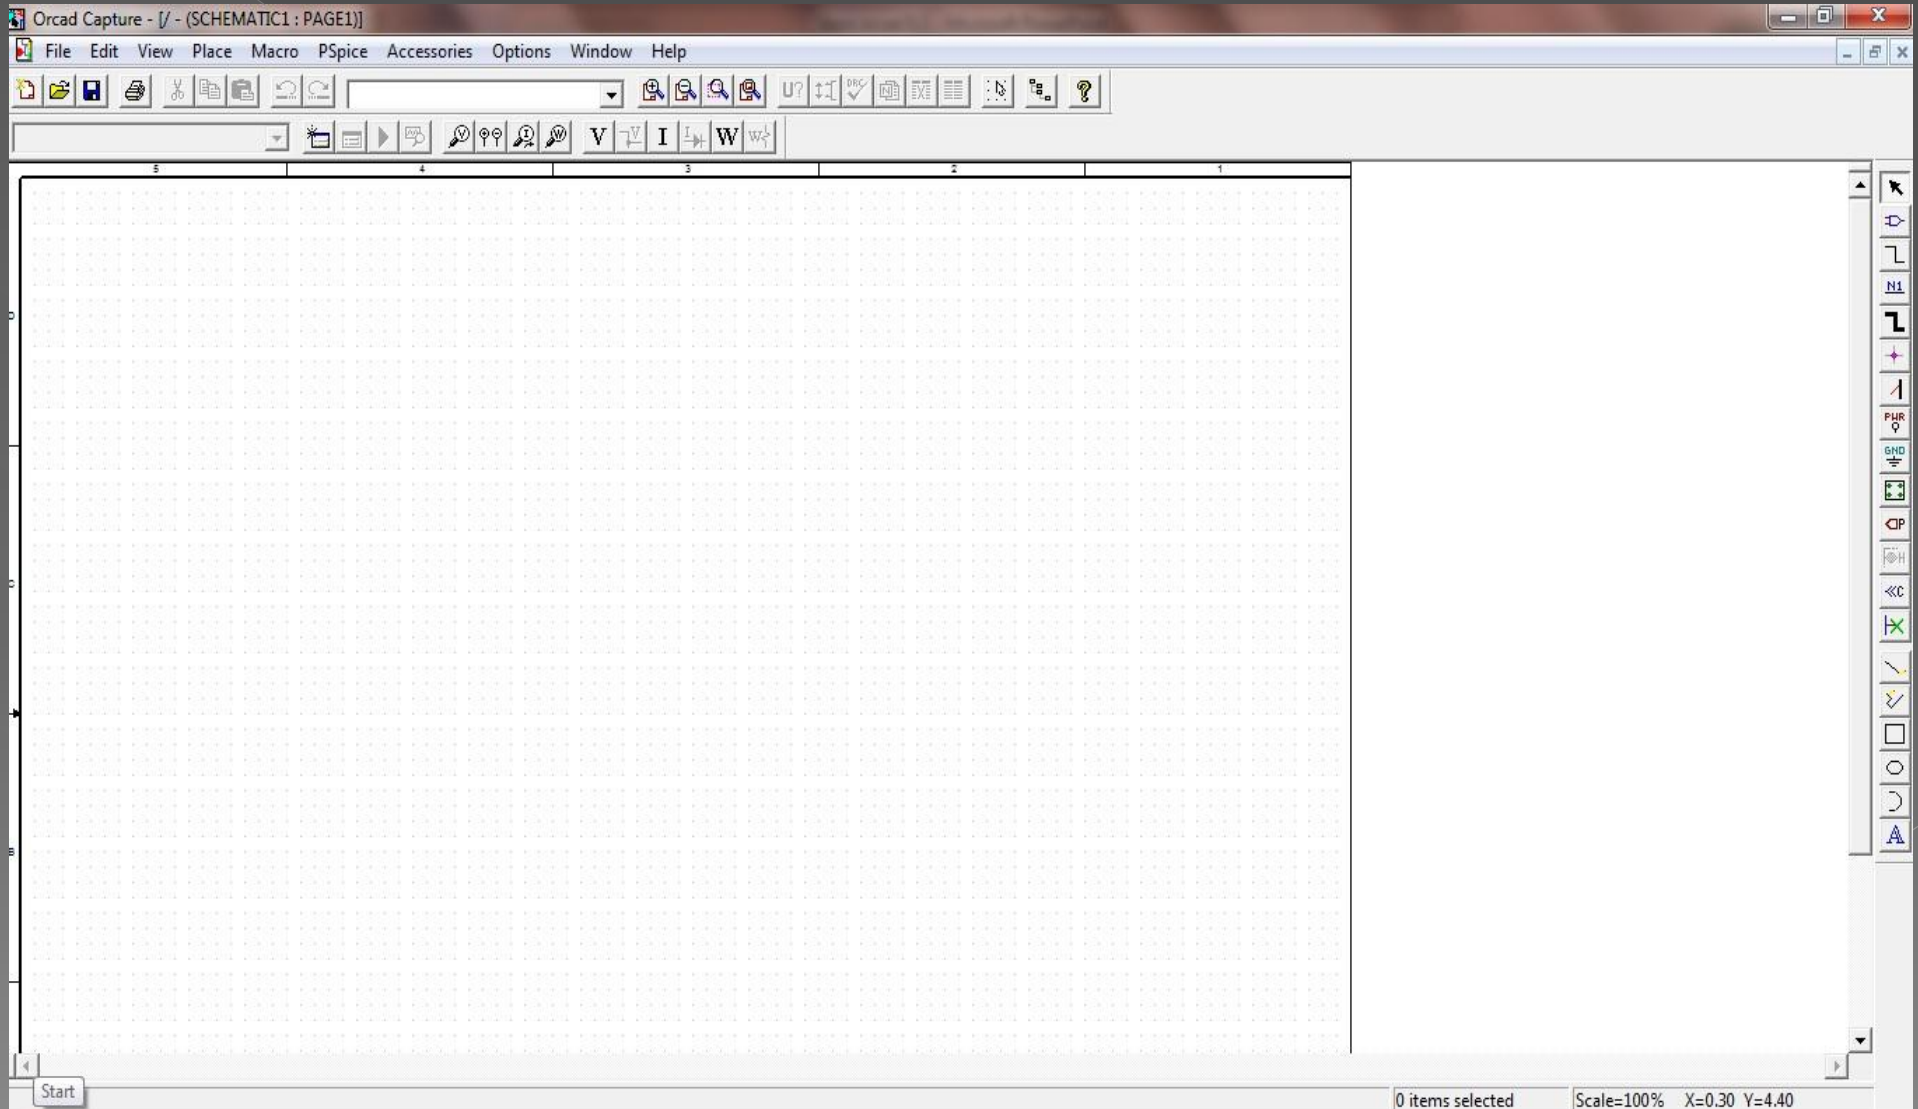 Orcad Capture - [/ - (SCHEMATIC1 : PAGE1)]
File Edit View Place Macro PSpice Accessories Options Window Help
U? DRC
V I W
5 4 3 2 1
N1
D
PWR
GND
P
H
C
C
B
A
Start
0 items selected Scale=100% X=0.30 Y=4.40